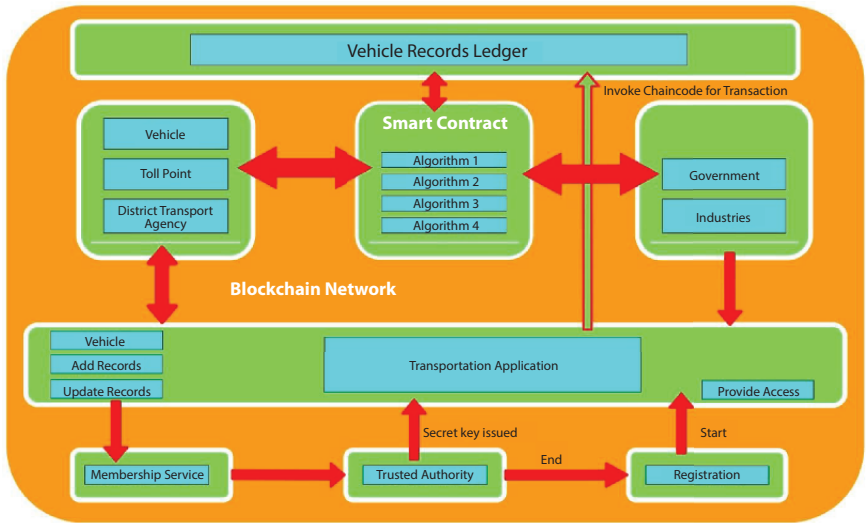 Vehicle Records Ledger
Invoke Chaincode for Transaction
Vehicle
Toll Point
District Transport
Agency
Smart Contract
Algorithm 1
Algorithm 2
Algorithm 3
Algorithm 4
Government
Industries
Blockchain Network
Vehicle
Add Records
Update Records
Transportation Application
Provide Access
Secret key issued
Start
Membership Service
Trusted Authority
End
Registration